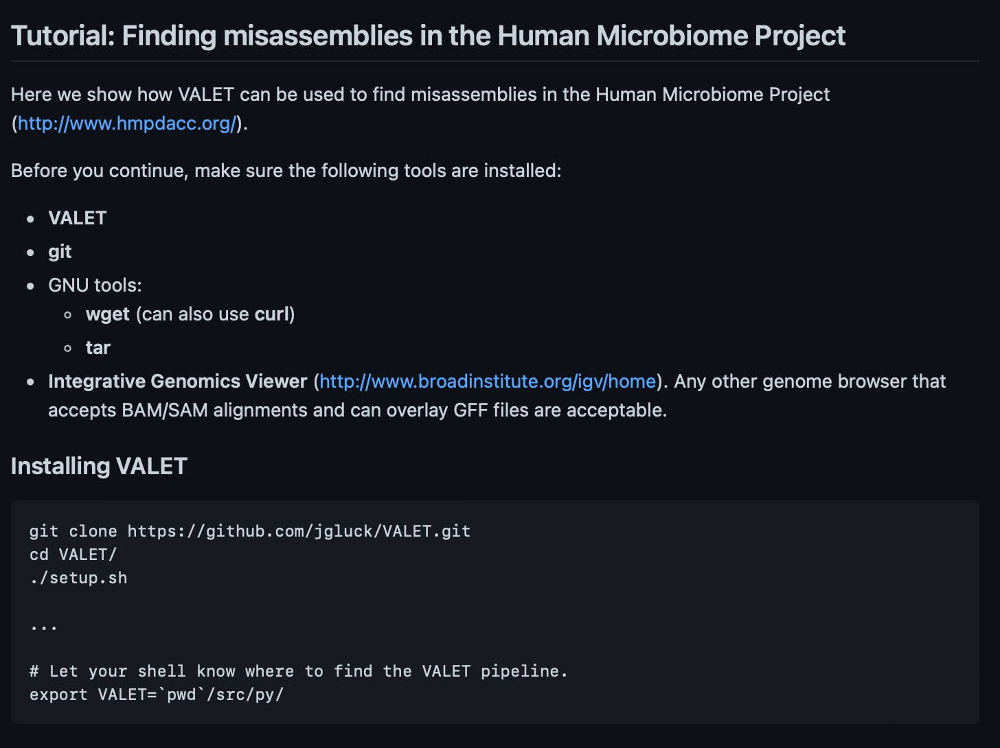 Tutorial: Finding misassemblies in the Human Microbiome Project
Here we show how VALET can be used to find misassemblies in the Human Microbiome Project
(http://www.hmpdacc.org/).
Before you continue, make sure the following tools are installed:
• VALET
• git
• GNU tools:
◦ wget (can also use curl)
◦ tar
• Integrative Genomics Viewer (http://www.broadinstitute.org/igv/home). Any other genome browser that
accepts BAM/SAM alignments and can overlay GFF files are acceptable.
Installing VALET
git clone https://github.com/jgluck/VALET.git
cd VALET/
./setup.sh
...
# Let your shell know where to find the VALET pipeline.
export VALET=`pwd`/src/py/